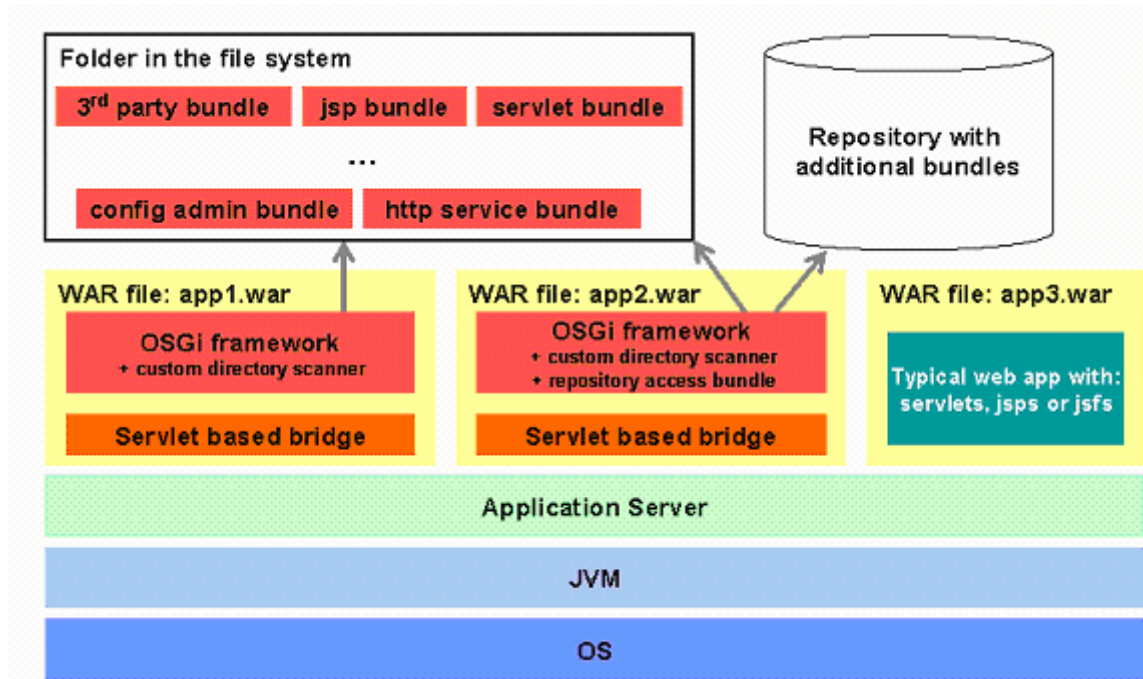 Folder in the file system
3rd party bundle
jsp bundle
servlet bundle
...
config admin bundle
http service bundle
Repository with
additional bundles
WAR file: app1.war
OSGi framework
+ custom directory scanner
Servlet based bridge
WAR file: app2.war
OSGi framework
+ custom directory scanner
+ repository access bundle
Servlet based bridge
WAR file: app3.war
Typical web app with:
servlets, jsps or jsfs
Application Server
JVM
OS